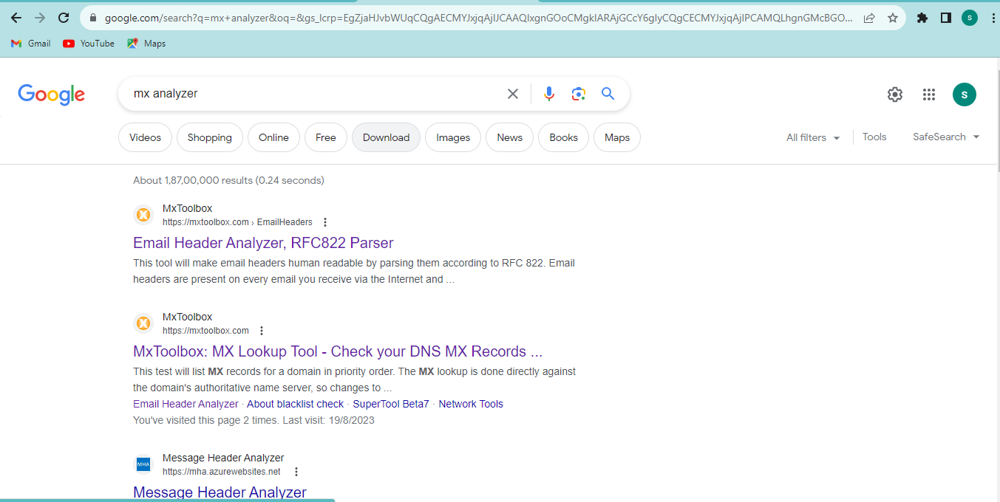 google.com/search?q=mx+analyzer&oq=&gs_lcrp=EgZjaHJvbWUqCQgAECMYJxjqAjIJCAAQIxgnGOoCMgkIARAjGCcY6gIyCQgCECMYJxjqAjIPCAMQLhgnGMcBGO...
S
Gmail YouTube Maps
Google mx analyzer S
Videos Shopping Online Free Download Images News Books Maps All filters Tools SafeSearch
About 1,87,00,000 results (0.24 seconds)
MxToolbox
https://mxtoolbox.com › EmailHeaders
Email Header Analyzer, RFC822 Parser
This tool will make email headers human readable by parsing them according to RFC 822. Email
headers are present on every email you receive via the Internet and ...
MxToolbox
https://mxtoolbox.com
MxToolbox: MX Lookup Tool - Check your DNS MX Records ...
This test will list MX records for a domain in priority order. The MX lookup is done directly against
the domain's authoritative name server, so changes to ...
Email Header Analyzer · About blacklist check · SuperTool Beta7 · Network Tools
You've visited this page 2 times. Last visit: 19/8/2023
MHA
Message Header Analyzer
https://mha.azurewebsites.net
Message Header Analyzer